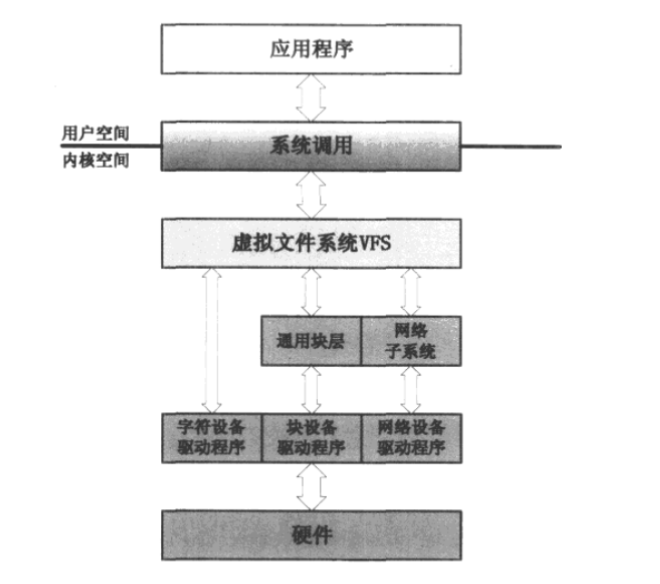 应用程序
用户空间
系统调用
内核空间
虚拟文件系统VFS
通用块层
网络
子系统
字符设备
驱动程序
块设备
驱动程序
网络设备
驱动程序
硬件